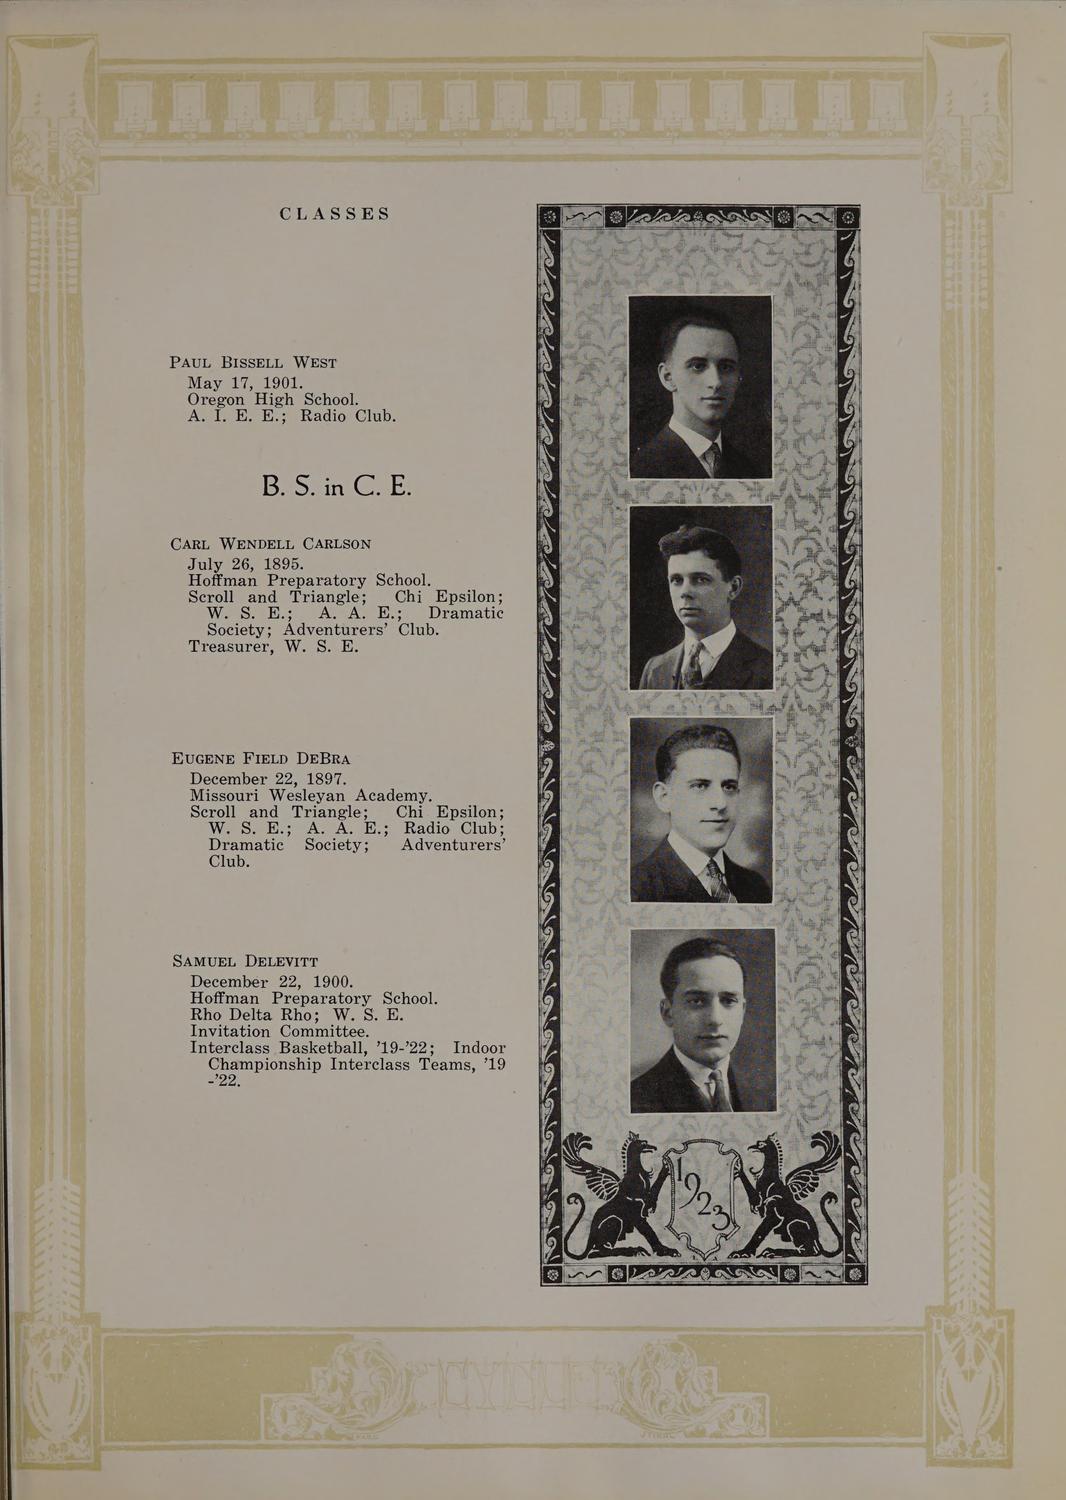 CLASSES
PAUL BISSELL WEST
May 17, 1901.
Oregon High School.
A. I. E. E.; Radio Club.
B. S. in C. E.
CARL WENDELL CARLSON
July 26, 1895.
Hoffman Preparatory School.
Scroll and Triangle; Chi Epsilon;
W. S. E.; A. A. E.; Dramatic
Society; Adventurers' Club.
Treasurer, W. S. E.
EUGENE FIELD DEBRA
December 22, 1897.
Missouri Wesleyan Academy.
Scroll and Triangle; Chi Epsilon;
W. S. E.; A. A. E.; Radio Club;
Dramatic Society; Adventurers'
Club.
SAMUEL DELEVITT
December 22, 1900.
Hoffman Preparatory School.
Rho Delta Rho; W. S. E.
Invitation Committee.
Interclass Basketball, '19-'22; Indoor
Championship Interclass Teams, '19
-'22.
1923